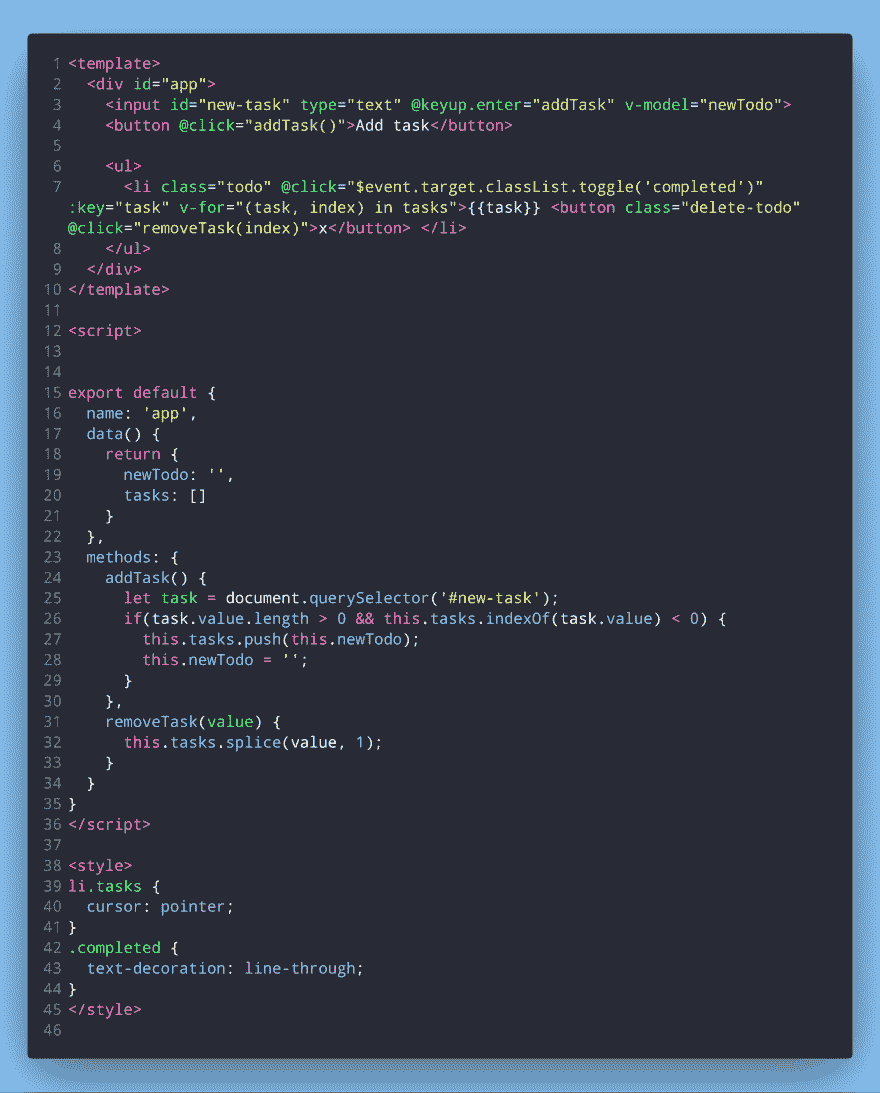 1 <template>
2   <div id="app">
3     <input id="new-task" type="text" @keyup.enter="addTask" v-model="newTodo">
4     <button @click="addTask()">Add task</button>
5
6     <ul>
7       <li class="todo" @click="$event.target.classList.toggle('completed')"
:key="task" v-for="(task, index) in tasks">{{task}} <button class="delete-todo"
@click="removeTask(index)">x</button> </li>
8     </ul>
9   </div>
10 </template>
11
12 <script>
13
14
15 export default {
16   name: 'app',
17   data() {
18     return {
19       newTodo: '',
20       tasks: []
21     }
22   },
23   methods: {
24     addTask() {
25       let task = document.querySelector('#new-task');
26       if(task.value.length > 0 && this.tasks.indexOf(task.value) < 0) {
27         this.tasks.push(this.newTodo);
28         this.newTodo = '';
29       }
30     },
31     removeTask(value) {
32       this.tasks.splice(value, 1);
33     }
34   }
35 }
36 </script>
37
38 <style>
39 li.tasks {
40   cursor: pointer;
41 }
42 .completed {
43   text-decoration: line-through;
44 }
45 </style>
46